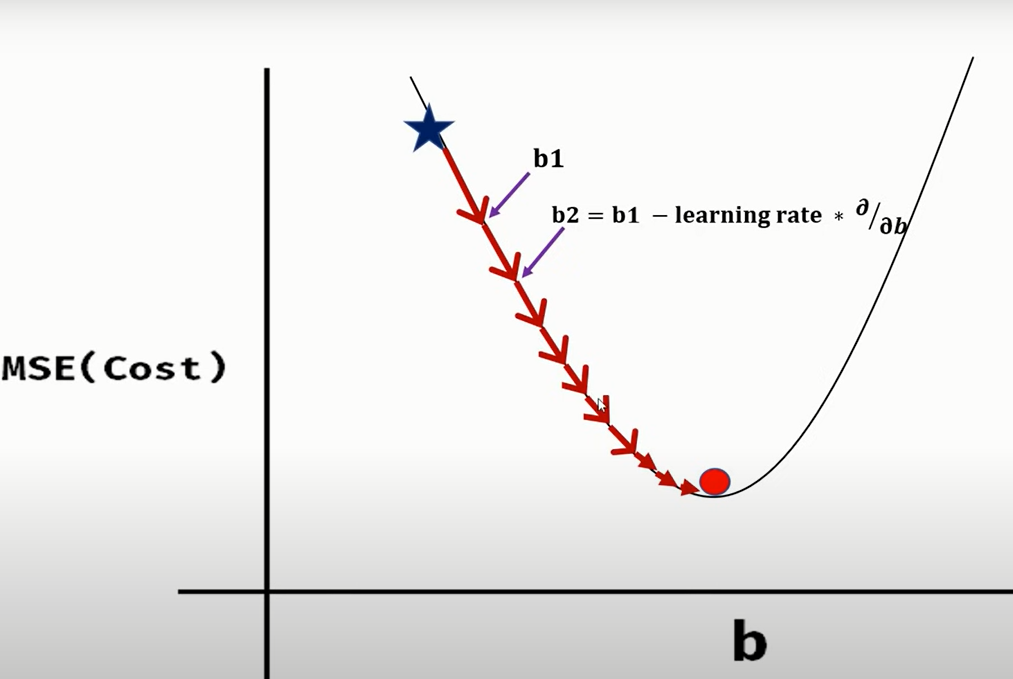 b1
b2 = b1 − learning rate * ∂/∂b
MSE(Cost)
b